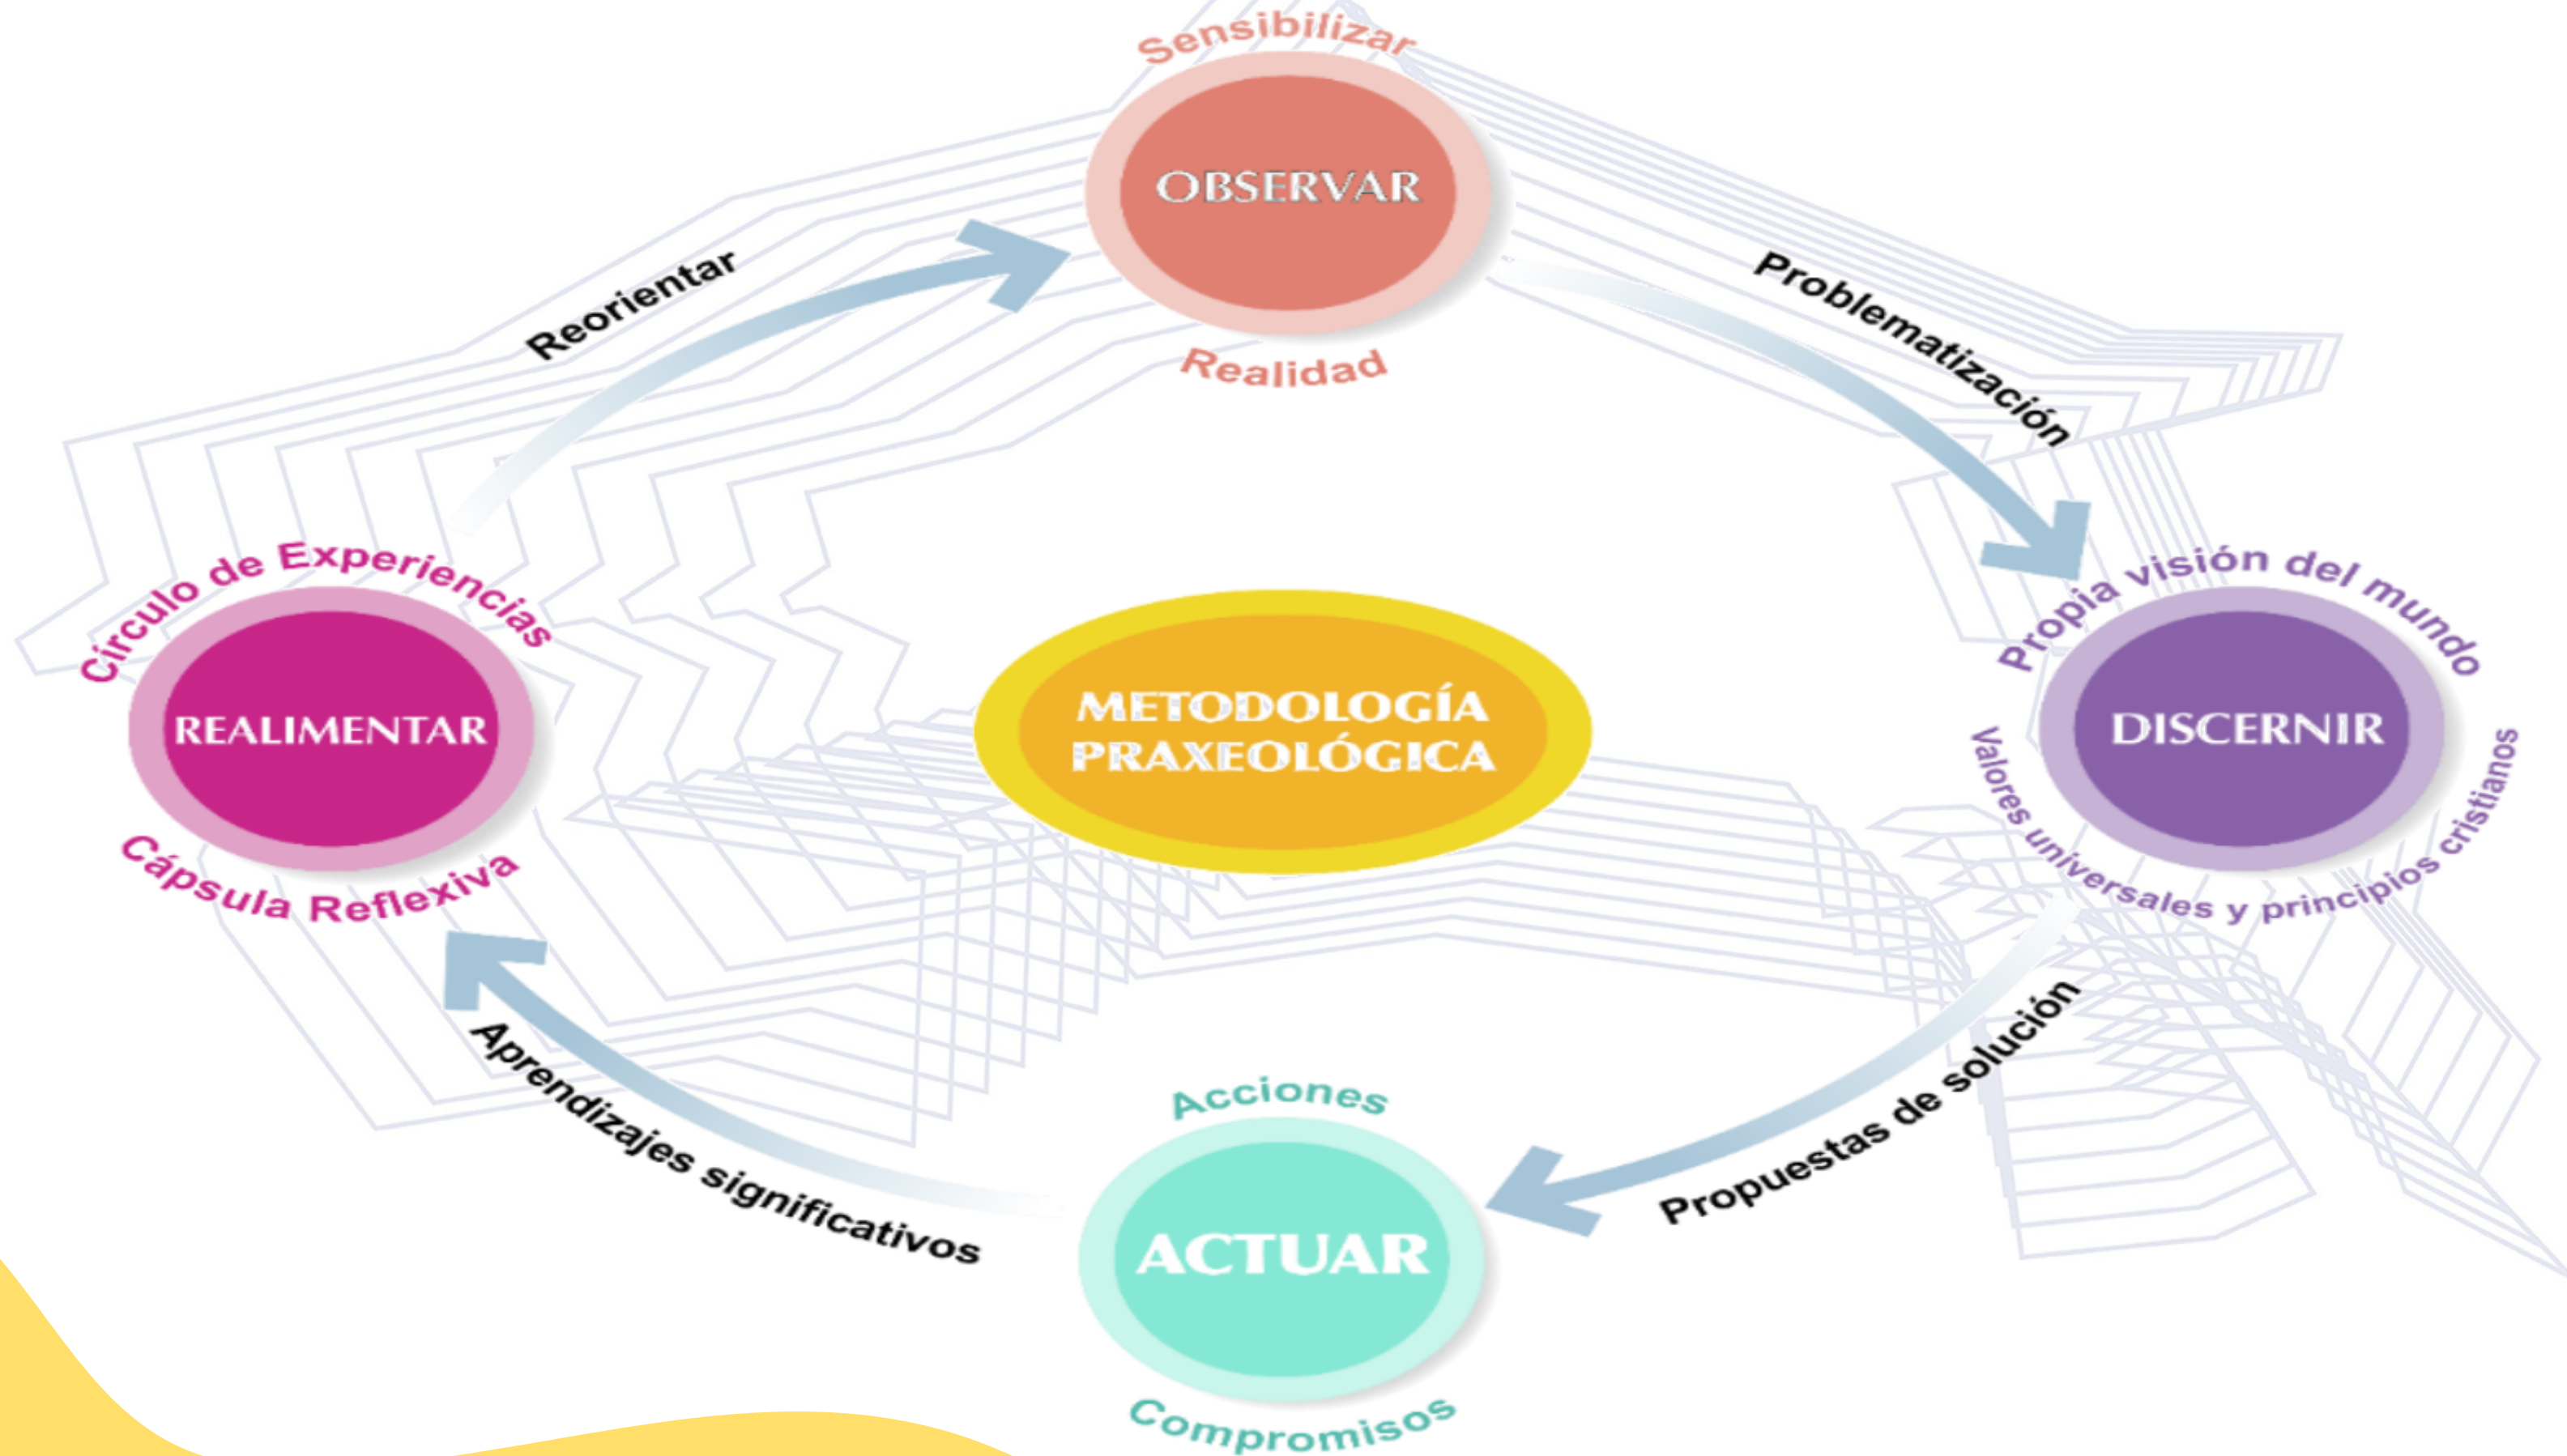 Sensibilizar
OBSERVAR
Realidad
Reorientar
Problematización
Círculo de Experiencias
REALIMENTAR
Cápsula Reflexiva
METODOLOGÍA
PRAXEOLÓGICA
Propia visión del mundo
DISCERNIR
Valores universales y principios cristianos
Aprendizajes significativos
Propuestas de solución
Acciones
ACTUAR
Compromisos